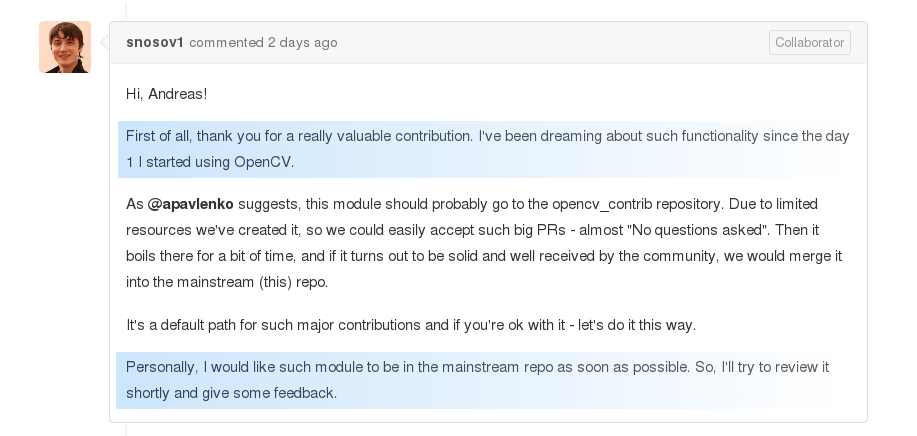 snosov1 commented 2 days ago
Collaborator
Hi, Andreas!
First of all, thank you for a really valuable contribution. I've been dreaming about such functionality since the day
1 I started using OpenCV.
As @apavlenko suggests, this module should probably go to the opencv_contrib repository. Due to limited
resources we've created it, so we could easily accept such big PRs - almost "No questions asked". Then it
boils there for a bit of time, and if it turns out to be solid and well received by the community, we would merge it
into the mainstream (this) repo.
It's a default path for such major contributions and if you're ok with it - let's do it this way.
Personally, I would like such module to be in the mainstream repo as soon as possible. So, I'll try to review it
shortly and give some feedback.